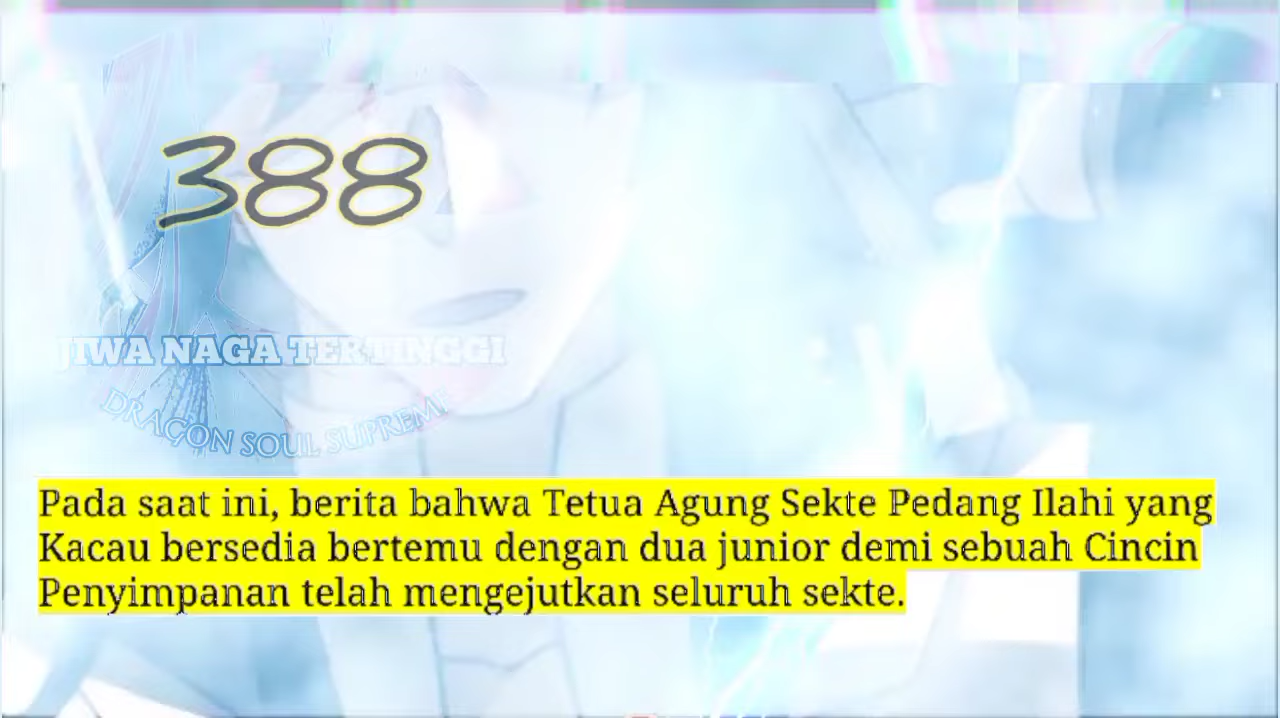 388
JIWA NAGA TERTINGGI
DRAGON SOUL SUPREME
Pada saat ini, berita bahwa Tetua Agung Sekte Pedang Ilahi yang
Kacau bersedia bertemu dengan dua junior demi sebuah Cincin
Penyimpanan telah mengejutkan seluruh sekte.